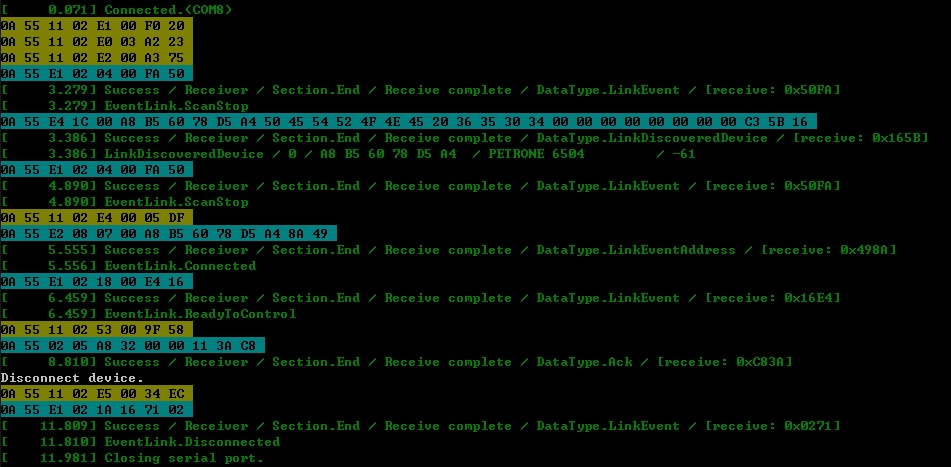 [     0.071] Connected.(COM8)
0A 55 11 02 E1 00 F0 20
0A 55 11 02 E0 03 A2 23
0A 55 11 02 E2 00 A3 75
0A 55 E1 02 04 00 FA 50
[     3.279] Success / Receiver / Section.End / Receive complete / DataType.LinkEvent / [receive: 0x50FA]
[     3.279] EventLink.ScanStop
0A 55 E4 1C 00 A8 B5 60 78 D5 A4 50 45 54 52 4F 4E 45 20 36 35 30 34 00 00 00 00 00 00 00 00 C3 5B 16
[     3.386] Success / Receiver / Section.End / Receive complete / DataType.LinkDiscoveredDevice / [receive: 0x165B]
[     3.386] LinkDiscoveredDevice / 0 / A8 B5 60 78 D5 A4  / PETRONE 6504         / -61
0A 55 E1 02 04 00 FA 50
[     4.890] Success / Receiver / Section.End / Receive complete / DataType.LinkEvent / [receive: 0x50FA]
[     4.890] EventLink.ScanStop
0A 55 11 02 E4 00 05 DF
0A 55 E2 08 07 00 A8 B5 60 78 D5 A4 8A 49
[     5.555] Success / Receiver / Section.End / Receive complete / DataType.LinkEventAddress / [receive: 0x498A]
[     5.556] EventLink.Connected
0A 55 E1 02 18 00 E4 16
[     6.459] Success / Receiver / Section.End / Receive complete / DataType.LinkEvent / [receive: 0x16E4]
[     6.459] EventLink.ReadyToControl
0A 55 11 02 53 00 9F 58
0A 55 02 05 A8 32 00 00 11 3A C8
[     8.810] Success / Receiver / Section.End / Receive complete / DataType.Ack / [receive: 0xC83A]
Disconnect device.
0A 55 11 02 E5 00 34 EC
0A 55 E1 02 1A 16 71 02
[    11.809] Success / Receiver / Section.End / Receive complete / DataType.LinkEvent / [receive: 0x0271]
[    11.810] EventLink.Disconnected
[    11.981] Closing serial port.